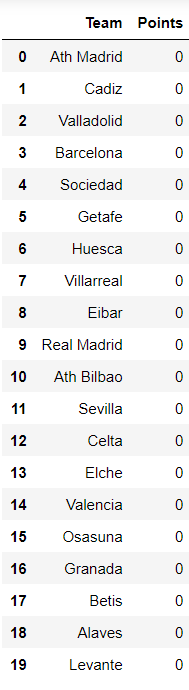 Team Points
0 Ath Madrid 0
1 Cadiz 0
2 Valladolid 0
3 Barcelona 0
4 Sociedad 0
5 Getafe 0
6 Huesca 0
7 Villarreal 0
8 Eibar 0
9 Real Madrid 0
10 Ath Bilbao 0
11 Sevilla 0
12 Celta 0
13 Elche 0
14 Valencia 0
15 Osasuna 0
16 Granada 0
17 Betis 0
18 Alaves 0
19 Levante 0